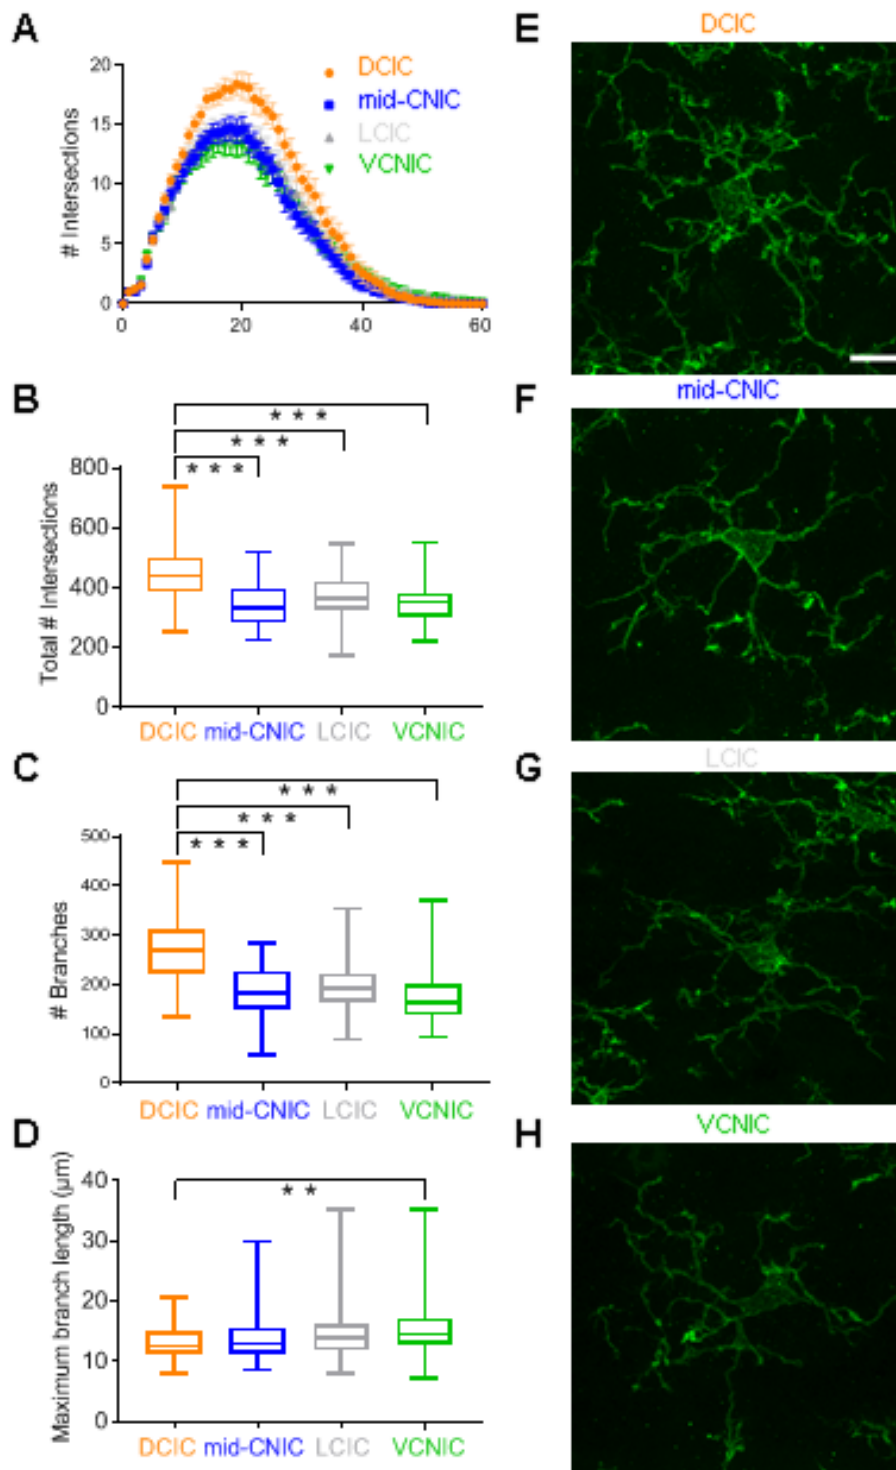 A
20
15
10
5
0
# Intersections
0 20 40 60
DCIC
mid-CNIC
LCIC
VCNIC
B
* * *
* * *
* * *
800
600
400
200
0
Total # Intersections
DCIC mid-CNIC LCIC VCNIC
C
* * *
* * *
* * *
500
400
300
200
100
0
# Branches
DCIC mid-CNIC LCIC VCNIC
D
* *
40
30
20
10
0
Maximum branch length (µm)
DCIC mid-CNIC LCIC VCNIC
E
DCIC
F
mid-CNIC
G
LCIC
H
VCNIC